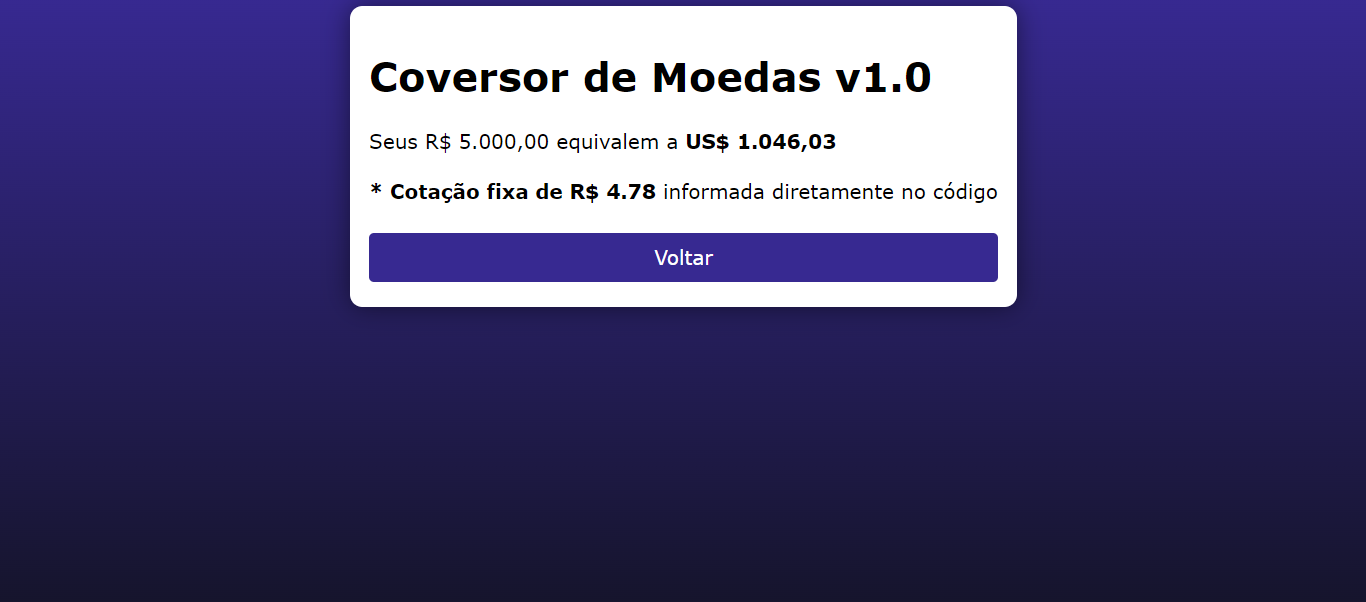 Coversor de Moedas v1.0
Seus R$ 5.000,00 equivalem a US$ 1.046,03
* Cotação fixa de R$ 4.78 informada diretamente no código
Voltar